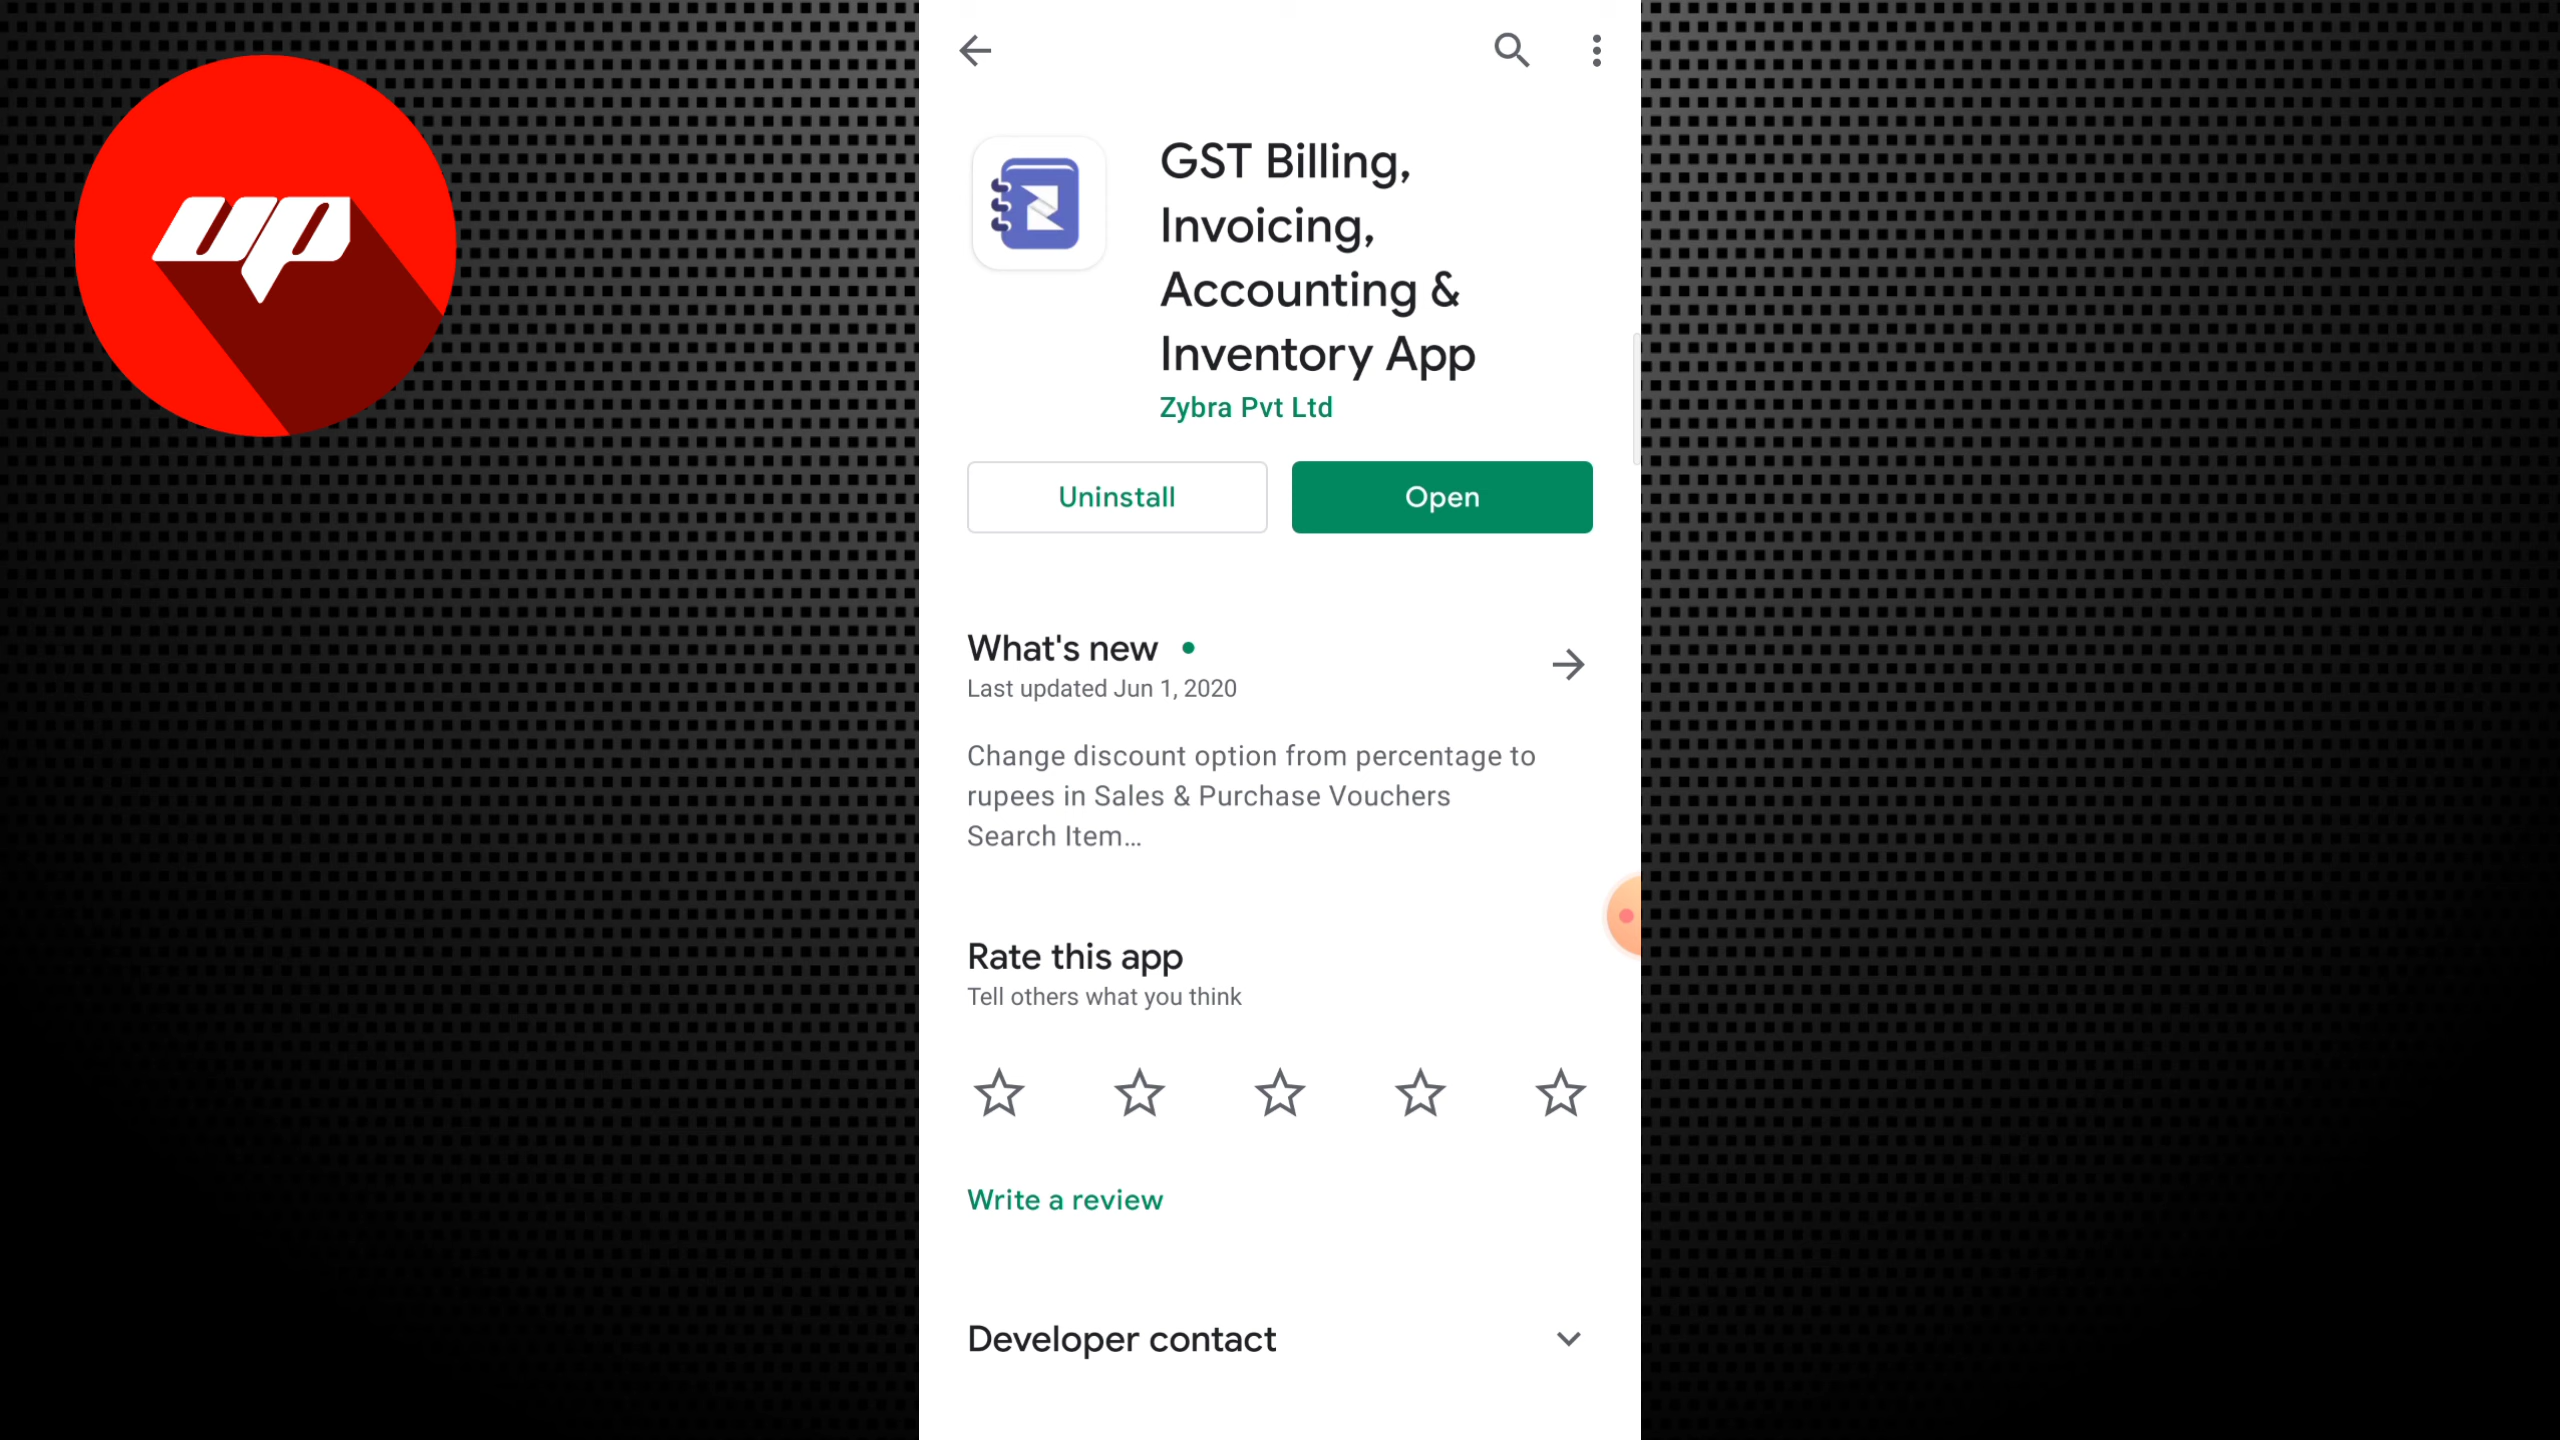 up
GST Billing,
Invoicing,
Accounting &
Inventory App
Zybra Pvt Ltd
Uninstall
Open
What's new
Last updated Jun 1, 2020
Change discount option from percentage to
rupees in Sales & Purchase Vouchers
Search Item…
Rate this app
Tell others what you think
Write a review
Developer contact